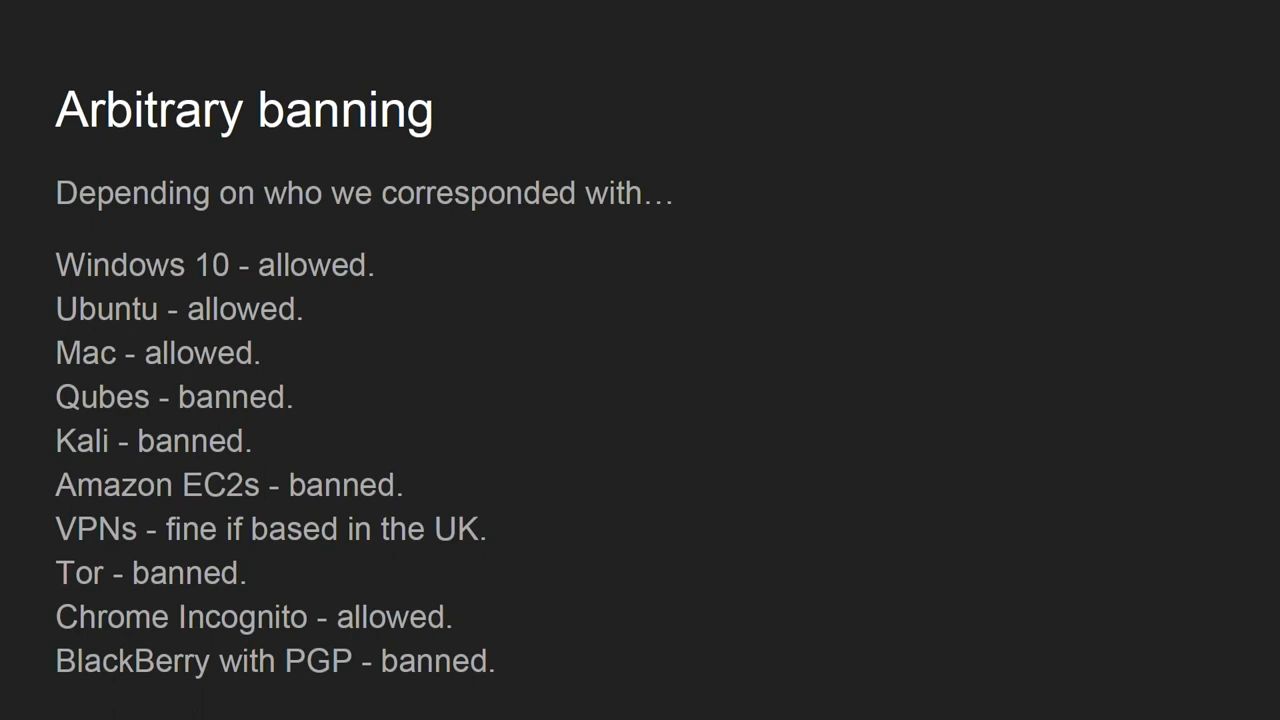 Arbitrary banning
Depending on who we corresponded with…
Windows 10 - allowed.
Ubuntu - allowed.
Mac - allowed.
Qubes - banned.
Kali - banned.
Amazon EC2s - banned.
VPNs - fine if based in the UK.
Tor - banned.
Chrome Incognito - allowed.
BlackBerry with PGP - banned.